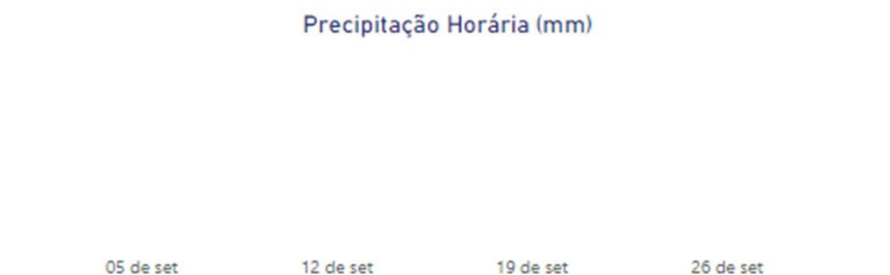 Precipitação Horária (mm)
05 de set 12 de set 19 de set 26 de set